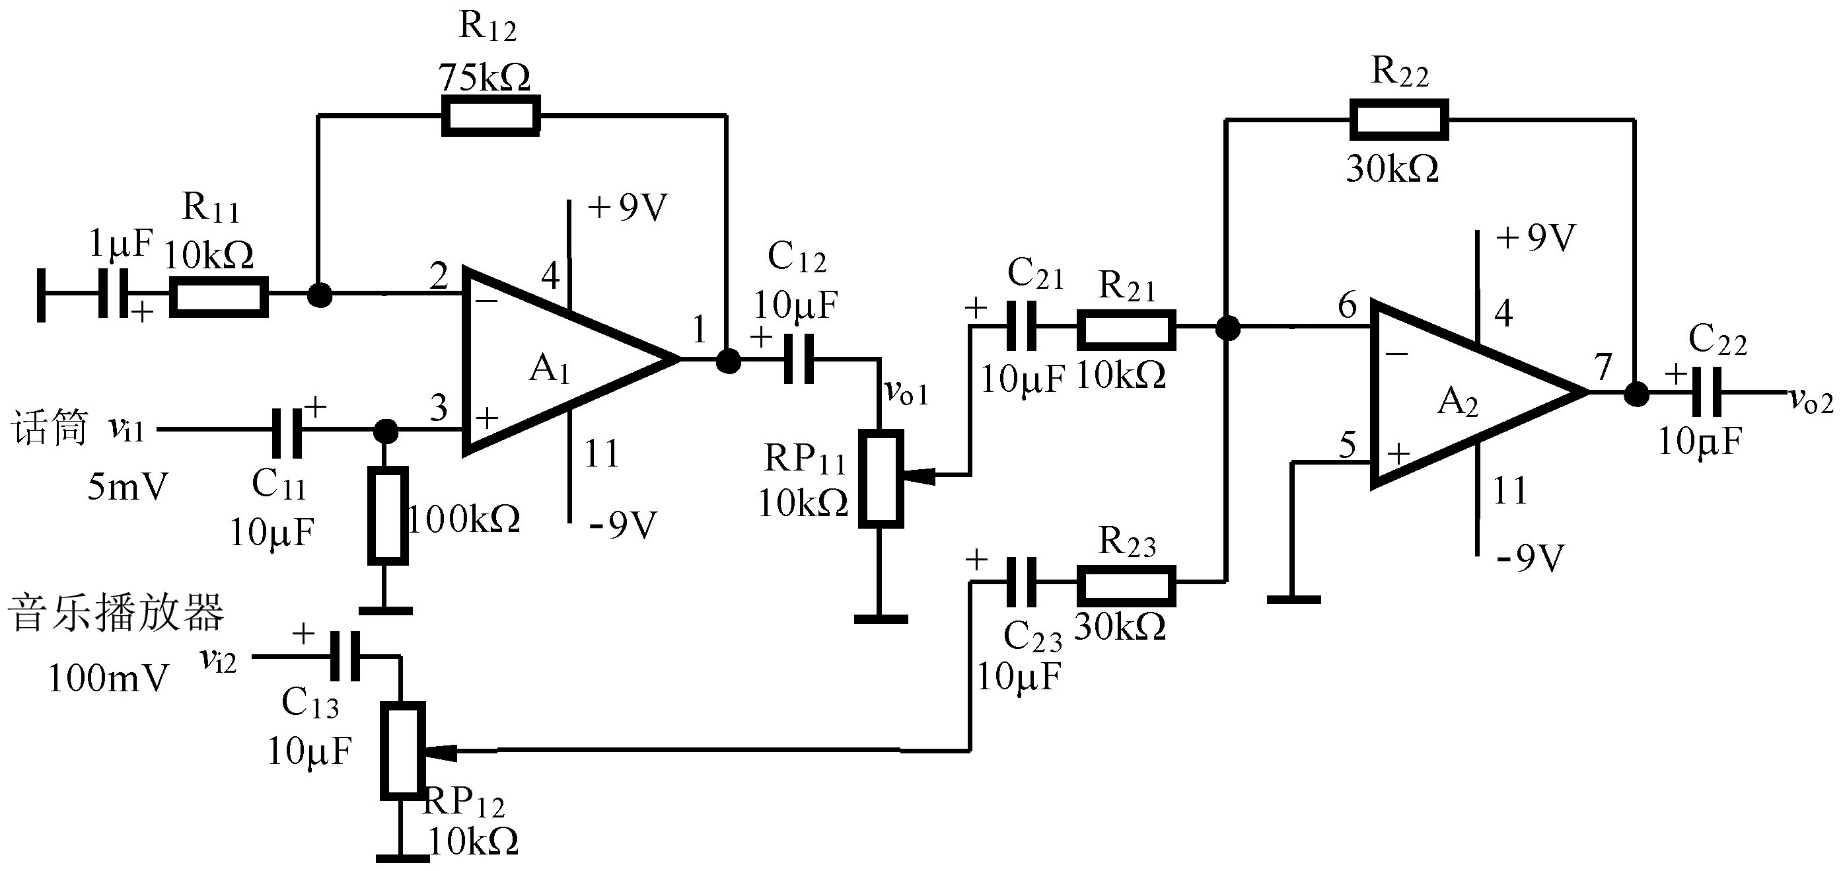 R12
75kΩ
R22
30kΩ
R11
10kΩ
1μF
+
+9V
2
4
−
A1
1
3
+
11
-9V
话筒 vi1
5mV
+
C11
10μF
100kΩ
C12
10μF
+
vo1
RP11
10kΩ
+
C21
10μF
R21
10kΩ
+9V
6
4
−
A2
7
5
+
11
-9V
+
C22
10μF
vo2
音乐播放器
100mV
vi2
+
C13
10μF
RP12
10kΩ
+
C23
10μF
R23
30kΩ